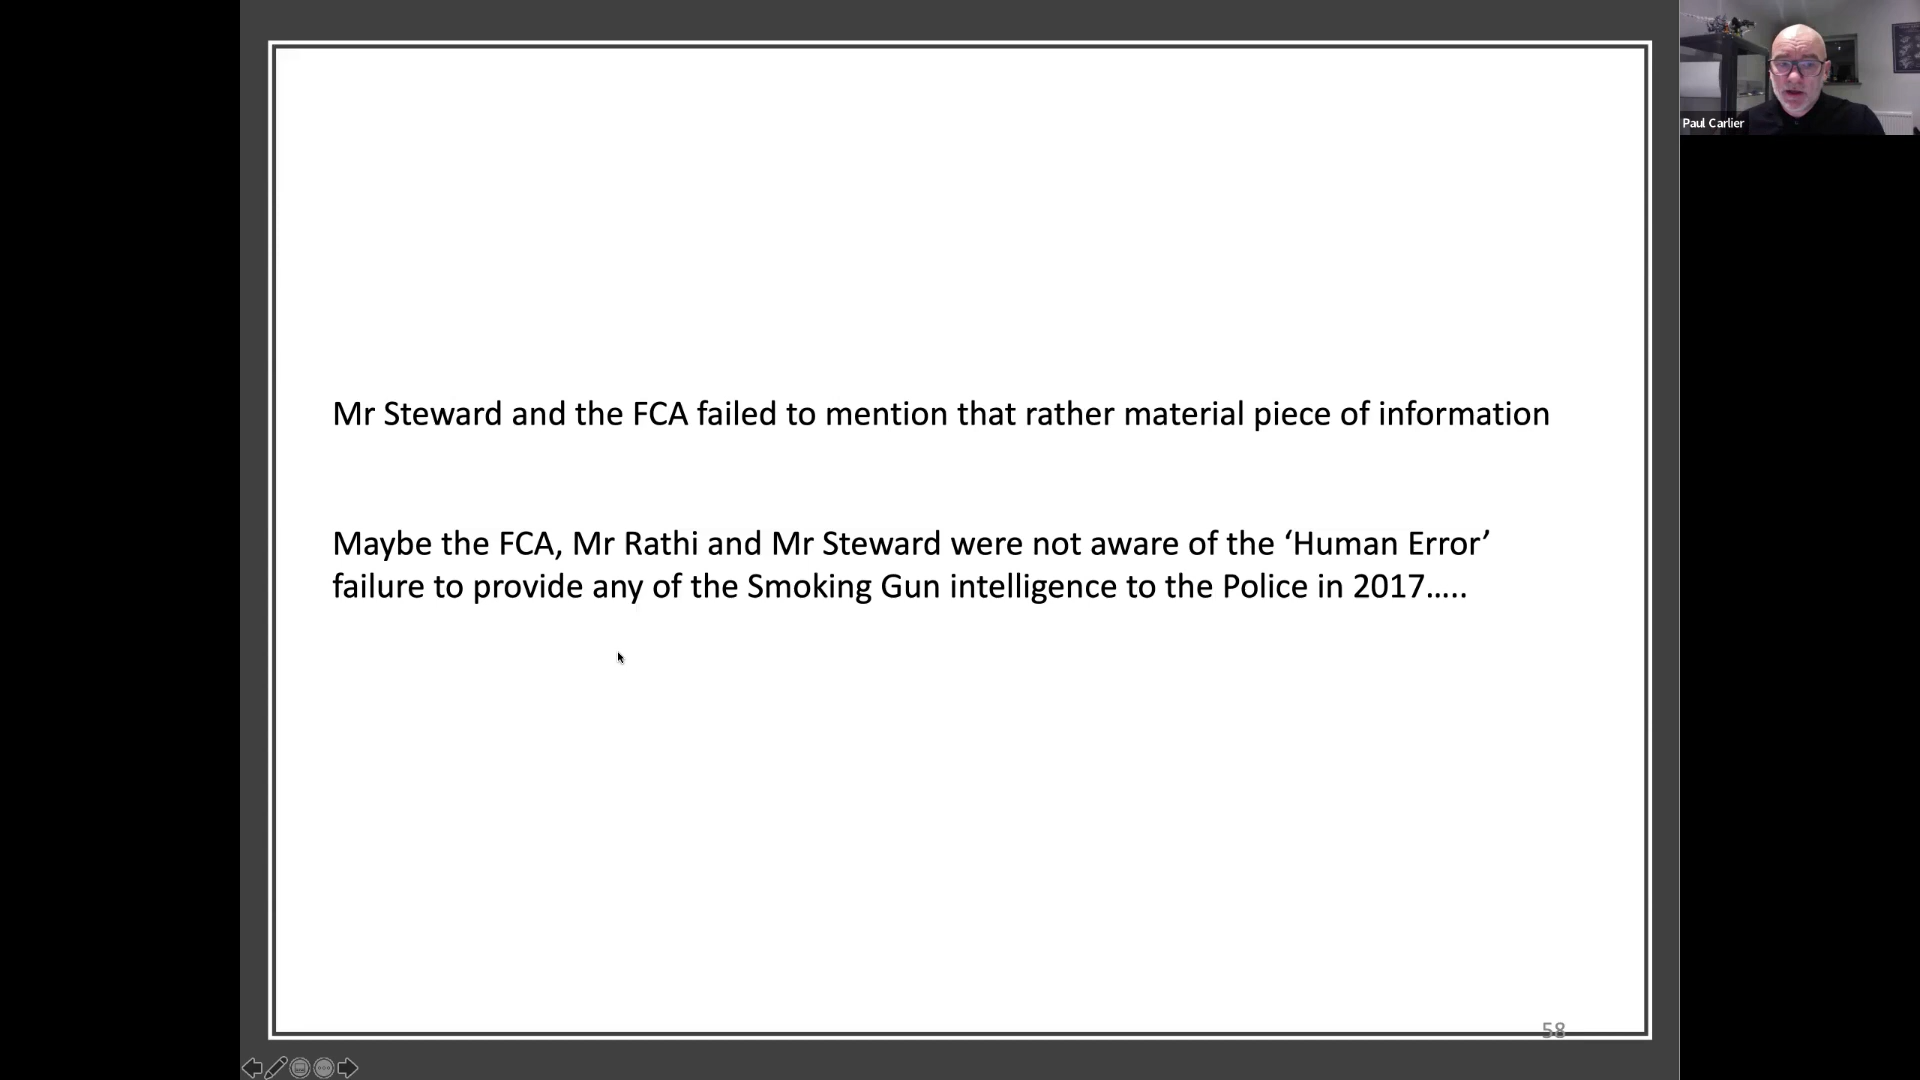 Paul Carlier
Mr Steward and the FCA failed to mention that rather material piece of information
Maybe the FCA, Mr Rathi and Mr Steward were not aware of the ‘Human Error’
failure to provide any of the Smoking Gun intelligence to the Police in 2017…..
58